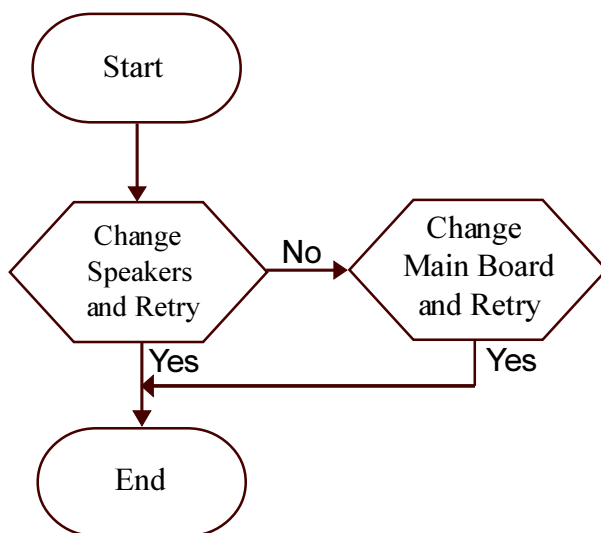 Start
Change
Speakers
and Retry
No
Change
Main Board
and Retry
Yes
Yes
End